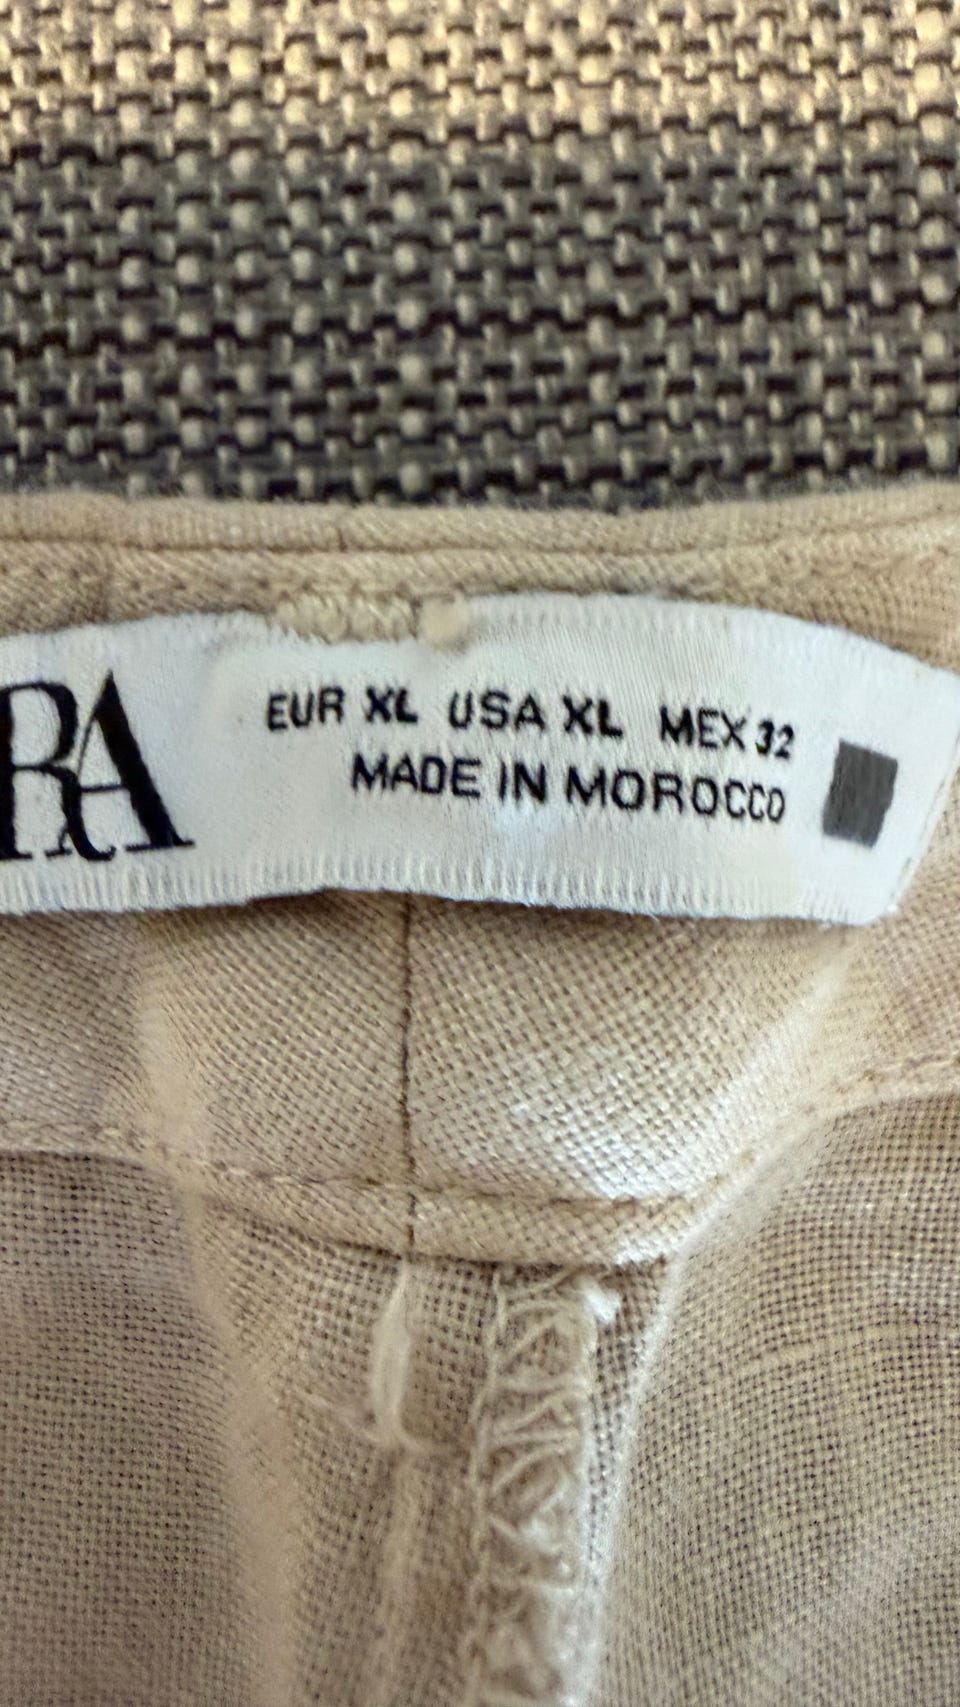 RA
EUR XL USA XL MEX 32
MADE IN MOROCCO